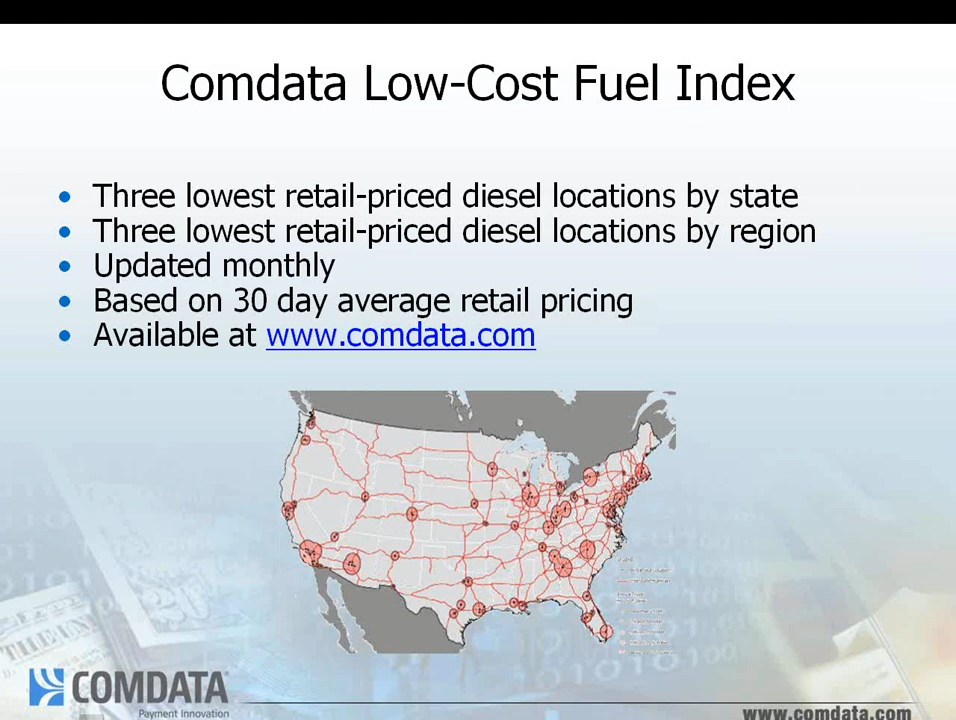 Comdata Low-Cost Fuel Index
• Three lowest retail-priced diesel locations by state
• Three lowest retail-priced diesel locations by region
• Updated monthly
• Based on 30 day average retail pricing
• Available at www.comdata.com
COMDATA
Payment Innovation
www.comdata.com